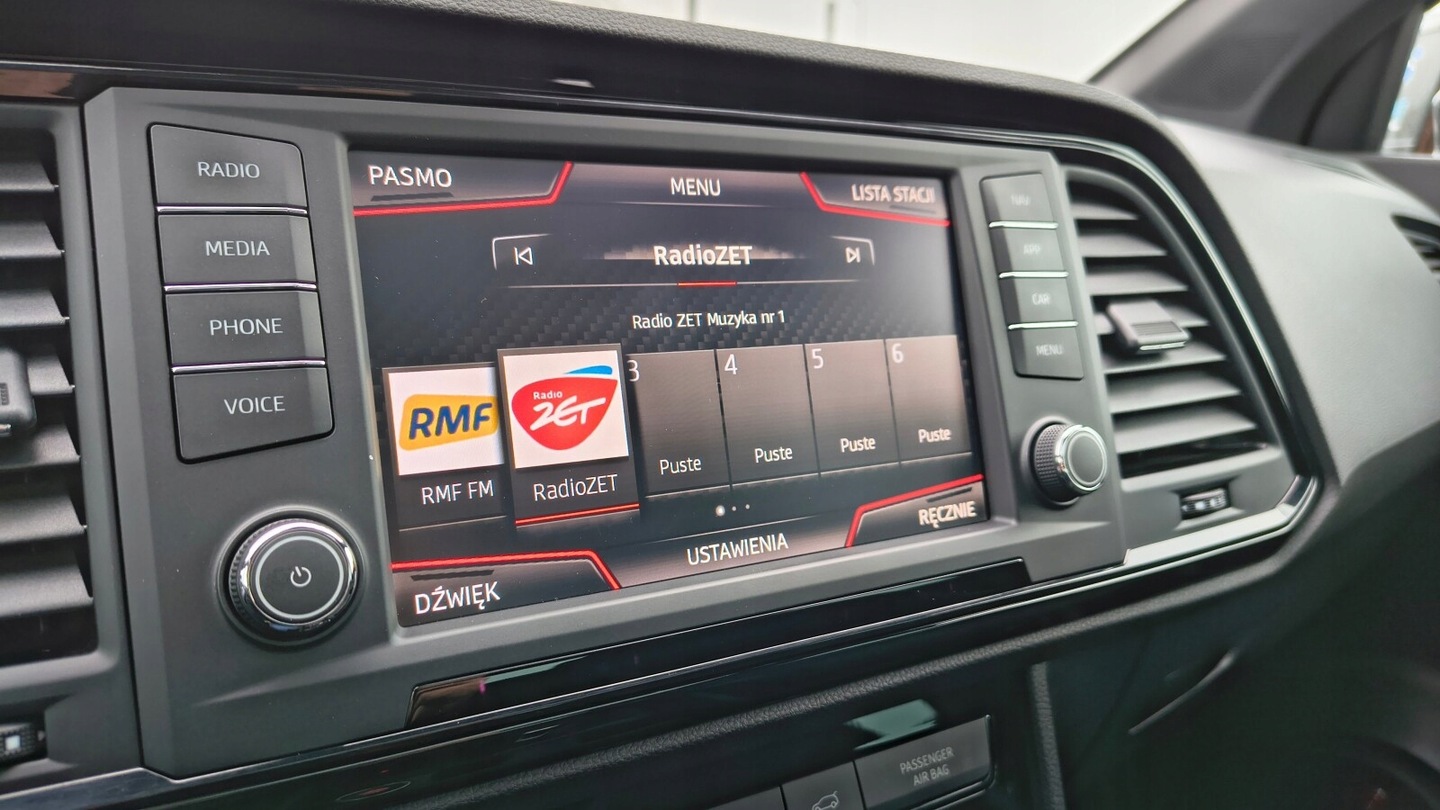 RADIO
MEDIA
PHONE
VOICE
PASMO
MENU
LISTA STACJI
RadioZET
Radio ZET Muzyka nr 1
RMF
RMF FM
Radio
ZET
RadioZET
3
Puste
4
Puste
5
Puste
6
Puste
DŹWIĘK
USTAWIENIA
RĘCZNIE
NAV
APP
CAR
MENU
PASSENGER
AIR BAG